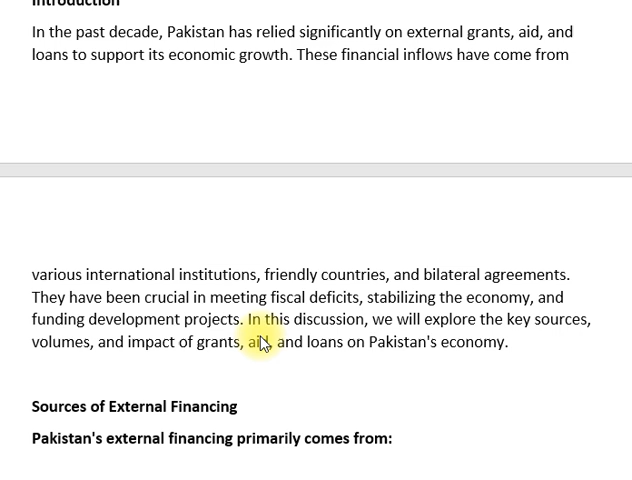 Introduction
In the past decade, Pakistan has relied significantly on external grants, aid, and
loans to support its economic growth. These financial inflows have come from
various international institutions, friendly countries, and bilateral agreements.
They have been crucial in meeting fiscal deficits, stabilizing the economy, and
funding development projects. In this discussion, we will explore the key sources,
volumes, and impact of grants, aid, and loans on Pakistan's economy.
Sources of External Financing
Pakistan's external financing primarily comes from: